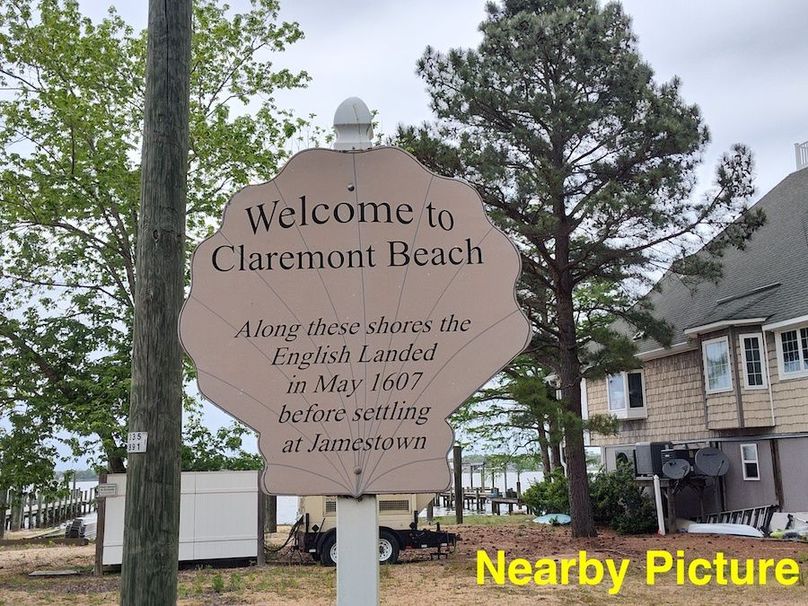 Welcome to
Claremont Beach
Along these shores the
English Landed
in May 1607
before settling
at Jamestown
Nearby Picture